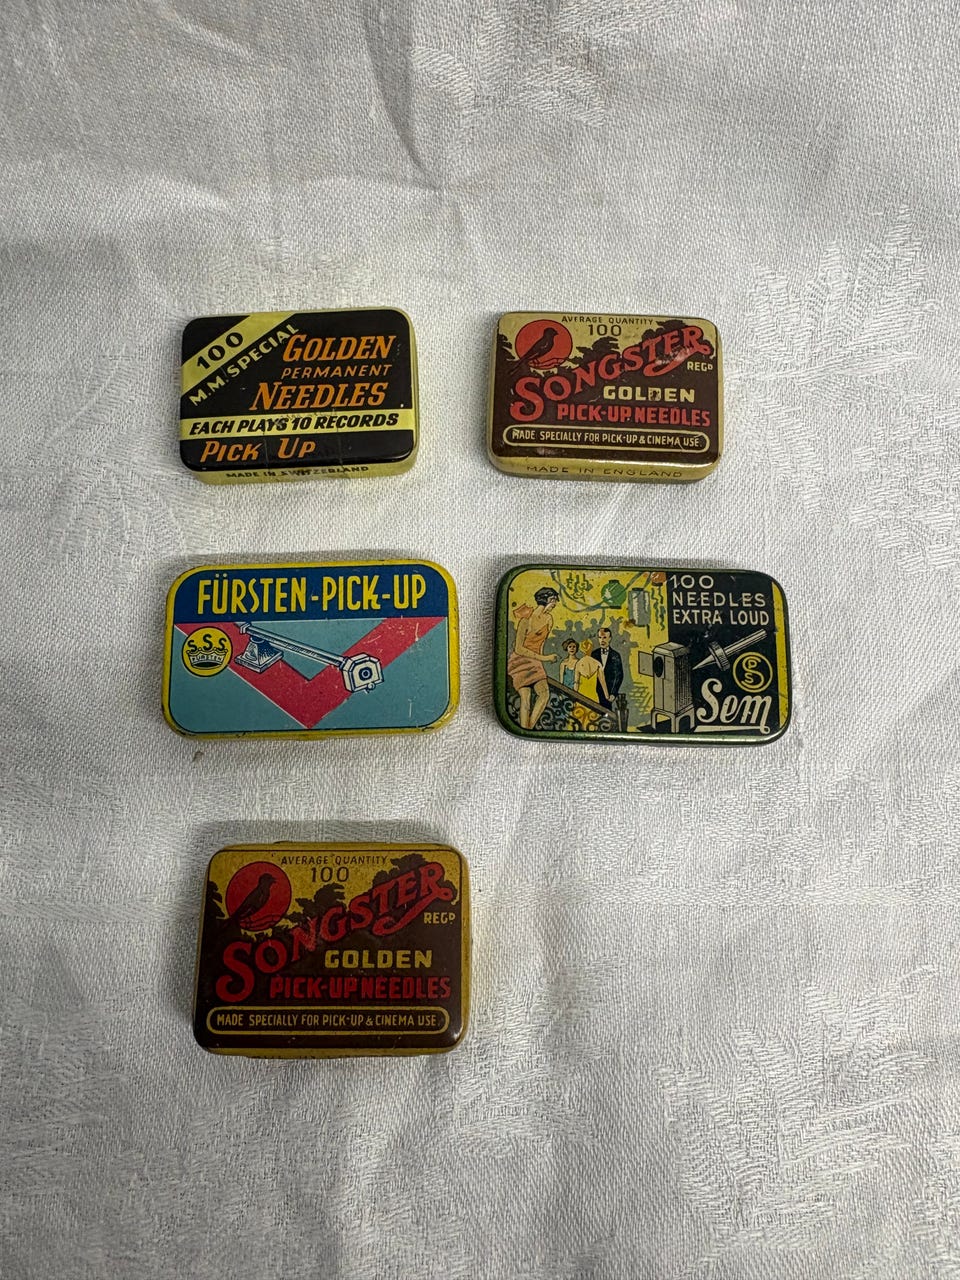 100
M.M. SPECIAL
GOLDEN
PERMANENT
NEEDLES
EACH PLAYS 10 RECORDS
PICK UP
MADE IN SWITZERLAND
AVERAGE QUANTITY
100
SONGSTER
REGD
GOLDEN
PICK-UP NEEDLES
MADE SPECIALLY FOR PICK-UP & CINEMA USE.
MADE IN ENGLAND
FÜRSTEN-PICK-UP
S.S.S
FÜRSTEN
100
NEEDLES
EXTRA LOUD
Sem
AVERAGE QUANTITY
100
SONGSTER
REGD
GOLDEN
PICK-UP NEEDLES
MADE SPECIALLY FOR PICK-UP & CINEMA USE.